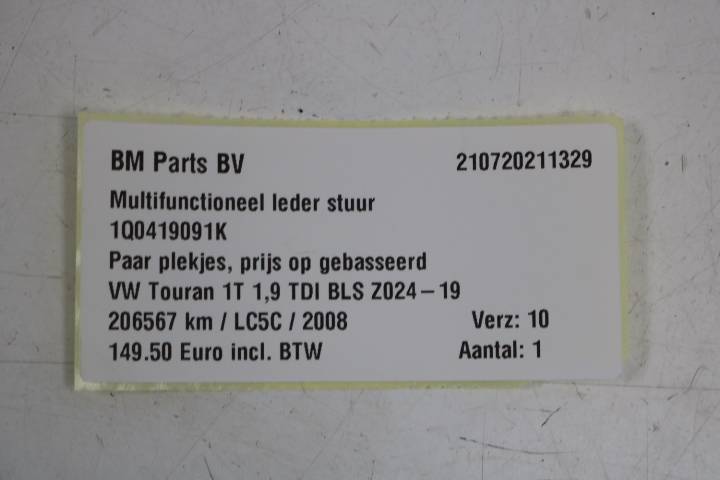 BM Parts BV 210720211329
Multifunctioneel leder stuur
1Q0419091K
Paar plekjes, prijs op gebasseerd
VW Touran 1T 1,9 TDI BLS Z024-19
206567 km / LC5C / 2008 Verz: 10
149.50 Euro incl. BTW Aantal: 1